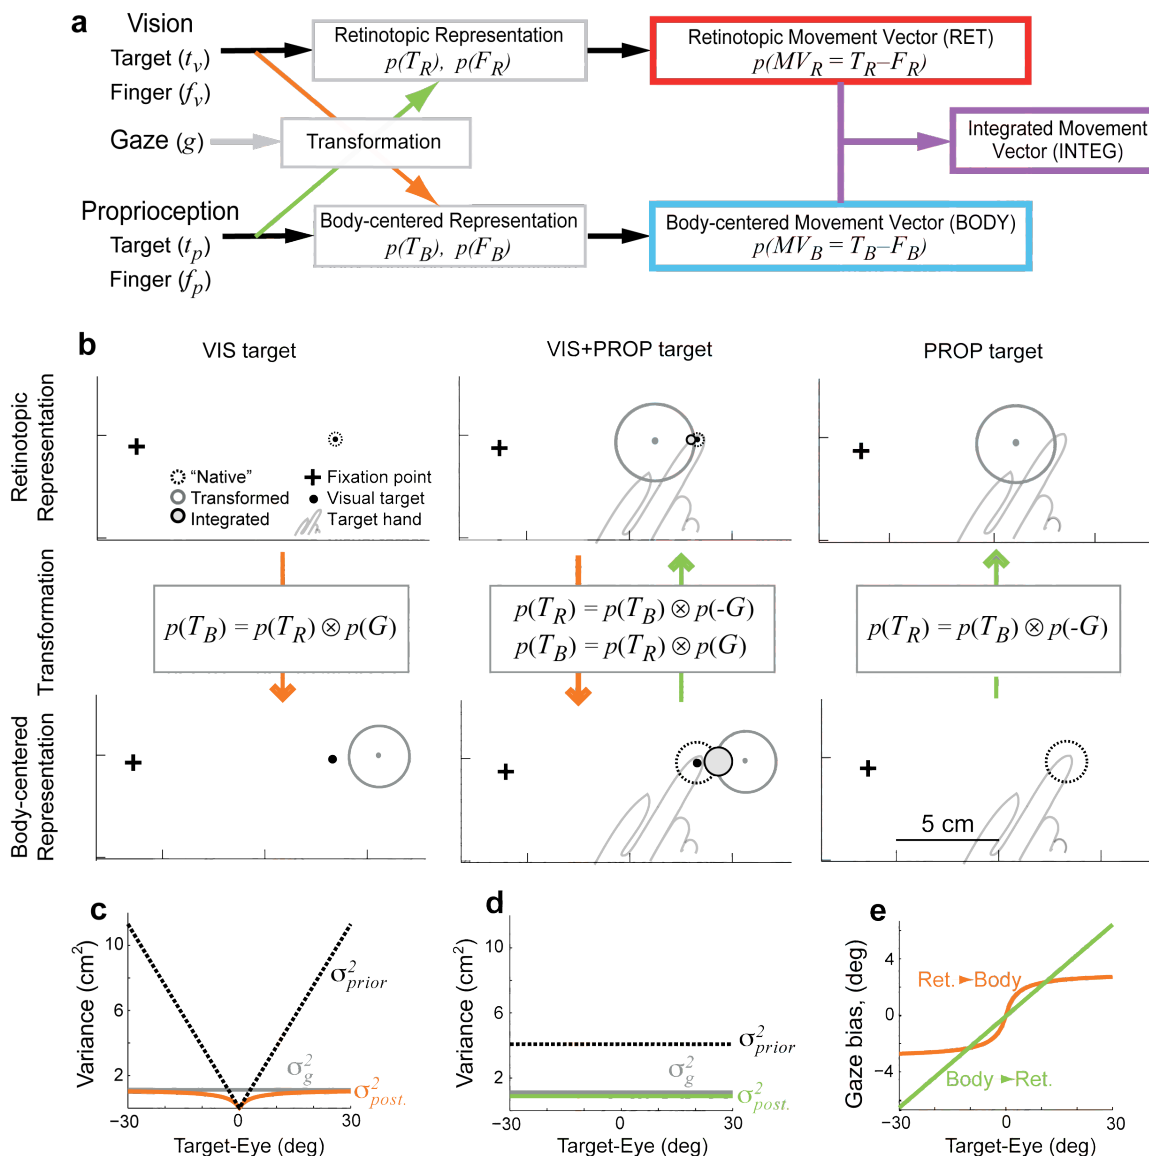 a
Vision
Target (tv)
Finger (fv)
Gaze (g)
Proprioception
Target (tp)
Finger (fp)
Retinotopic Representation
p(TR), p(FR)
Transformation
Body-centered Representation
p(TB), p(FB)
Retinotopic Movement Vector (RET)
p(MVR = TR–FR)
Integrated Movement
Vector (INTEG)
Body-centered Movement Vector (BODY)
p(MVB = TB–FB)
b
VIS target
VIS+PROP target
PROP target
Retinotopic
Representation
"Native"
Transformed
Integrated
Fixation point
Visual target
Target hand
Transformation
p(TB) = p(TR) ⊗ p(G)
p(TR) = p(TB) ⊗ p(-G)
p(TB) = p(TR) ⊗ p(G)
p(TR) = p(TB) ⊗ p(-G)
Body-centered
Representation
5 cm
c
Variance (cm²)
10
6
2
σ²prior
σ²g
σ²post.
−30
0
30
Target-Eye (deg)
d
Variance (cm²)
10
6
2
σ²prior
σ²g
σ²post.
−30
0
30
Target-Eye (deg)
e
Gaze bias, (deg)
4
0
−4
Ret. ►Body
Body ►Ret.
−30
0
30
Target-Eye (deg)